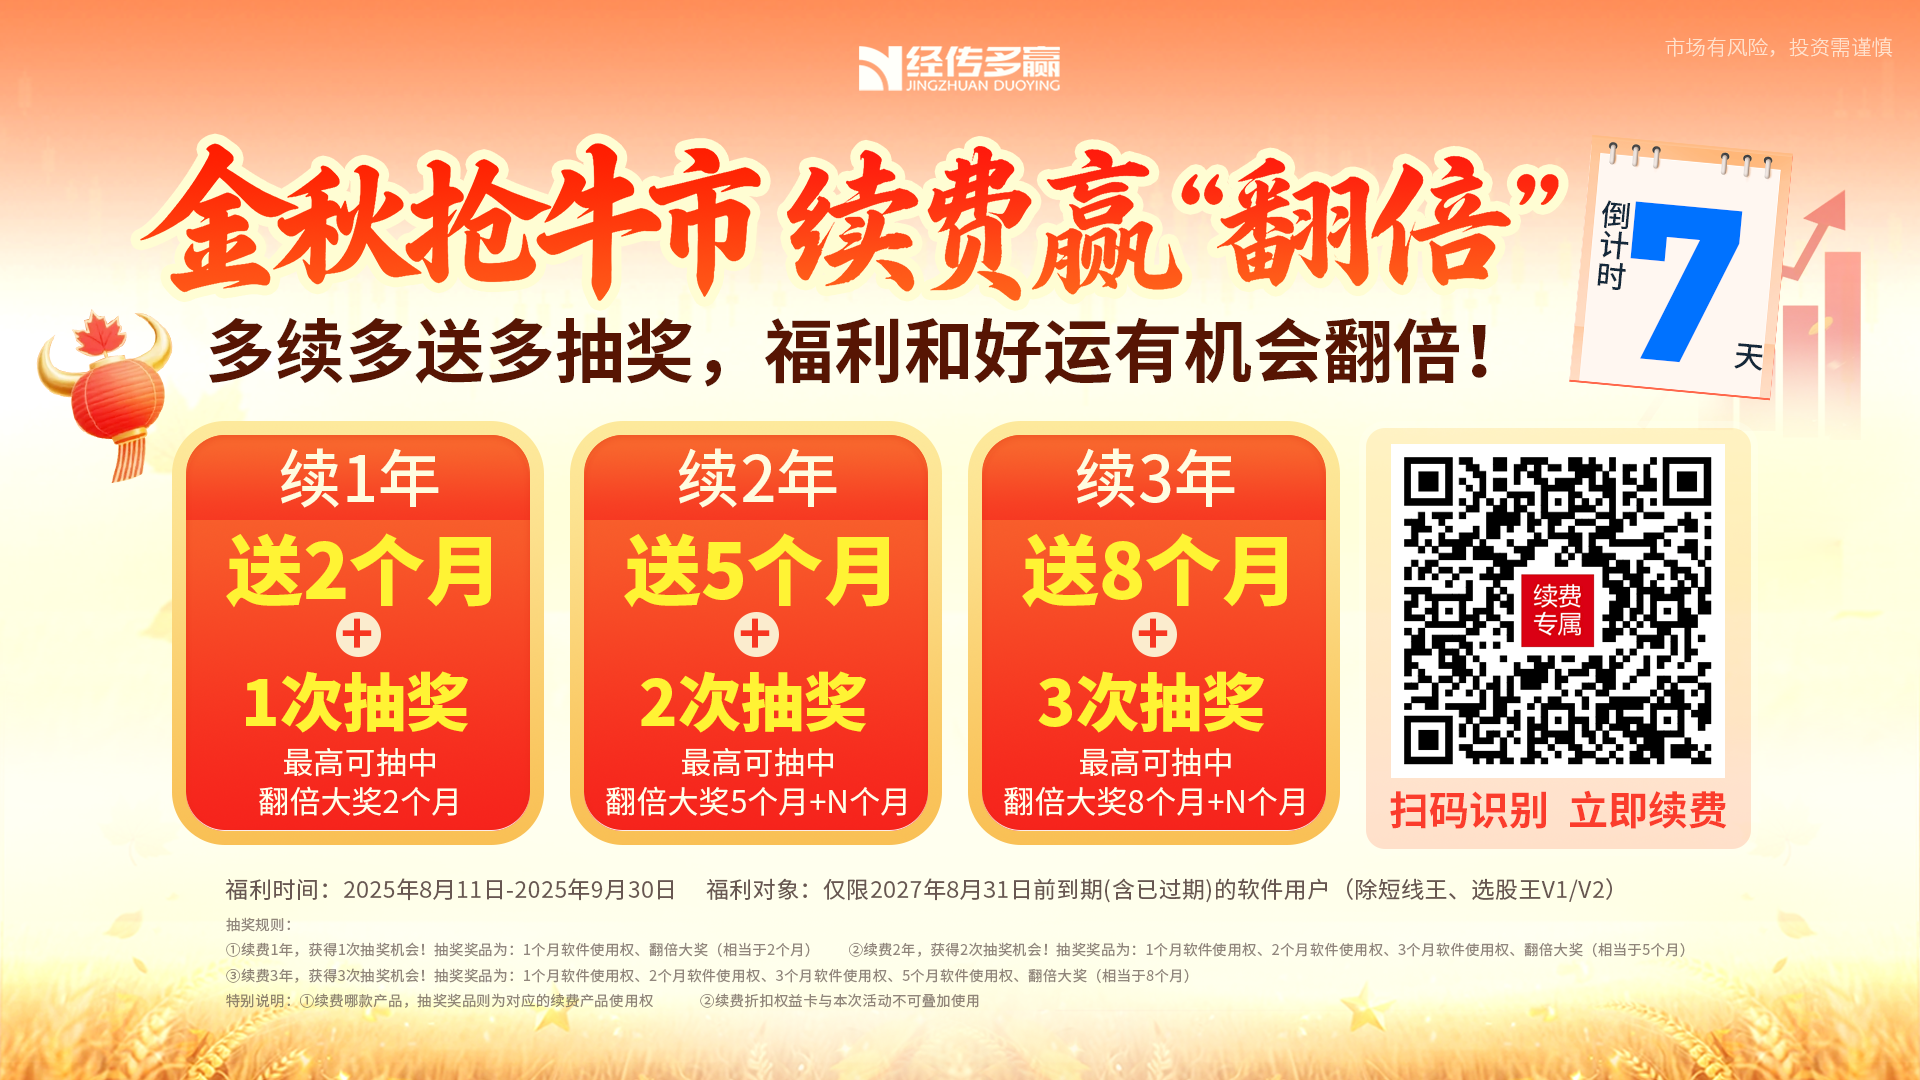 经传多赢
JINGZHUAN DUOYING
市场有风险，投资需谨慎
金秋抢牛市 续费赢“翻倍”
多续多送多抽奖，福利和好运有机会翻倍！
倒计时
7
天
续1年
送2个月
+
1次抽奖
最高可抽中
翻倍大奖2个月
续2年
送5个月
+
2次抽奖
最高可抽中
翻倍大奖5个月+N个月
续3年
送8个月
+
3次抽奖
最高可抽中
翻倍大奖8个月+N个月
续费
专属
扫码识别 立即续费
福利时间：2025年8月11日-2025年9月30日 福利对象：仅限2027年8月31日前到期(含已过期)的软件用户（除短线王、选股王V1/V2）
抽奖规则：
①续费1年，获得1次抽奖机会！抽奖奖品为：1个月软件使用权、翻倍大奖（相当于2个月） ②续费2年，获得2次抽奖机会！抽奖奖品为：1个月软件使用权、2个月软件使用权、3个月软件使用权、翻倍大奖（相当于5个月）
③续费3年，获得3次抽奖机会！抽奖奖品为：1个月软件使用权、2个月软件使用权、3个月软件使用权、5个月软件使用权、翻倍大奖（相当于8个月）
特别说明：①续费哪款产品，抽奖奖品则为对应的续费产品使用权 ②续费折扣权益卡与本次活动不可叠加使用